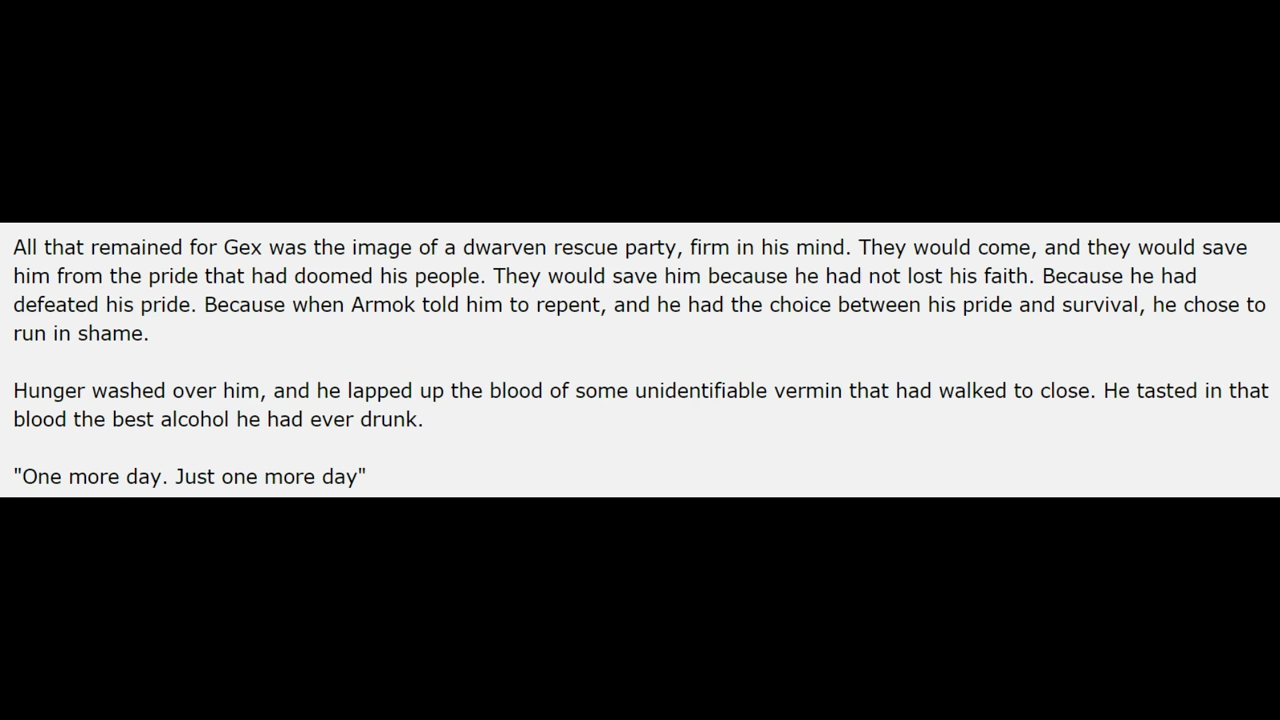 All that remained for Gex was the image of a dwarven rescue party, firm in his mind. They would come, and they would save
him from the pride that had doomed his people. They would save him because he had not lost his faith. Because he had
defeated his pride. Because when Armok told him to repent, and he had the choice between his pride and survival, he chose to
run in shame.
Hunger washed over him, and he lapped up the blood of some unidentifiable vermin that had walked to close. He tasted in that
blood the best alcohol he had ever drunk.
"One more day. Just one more day"